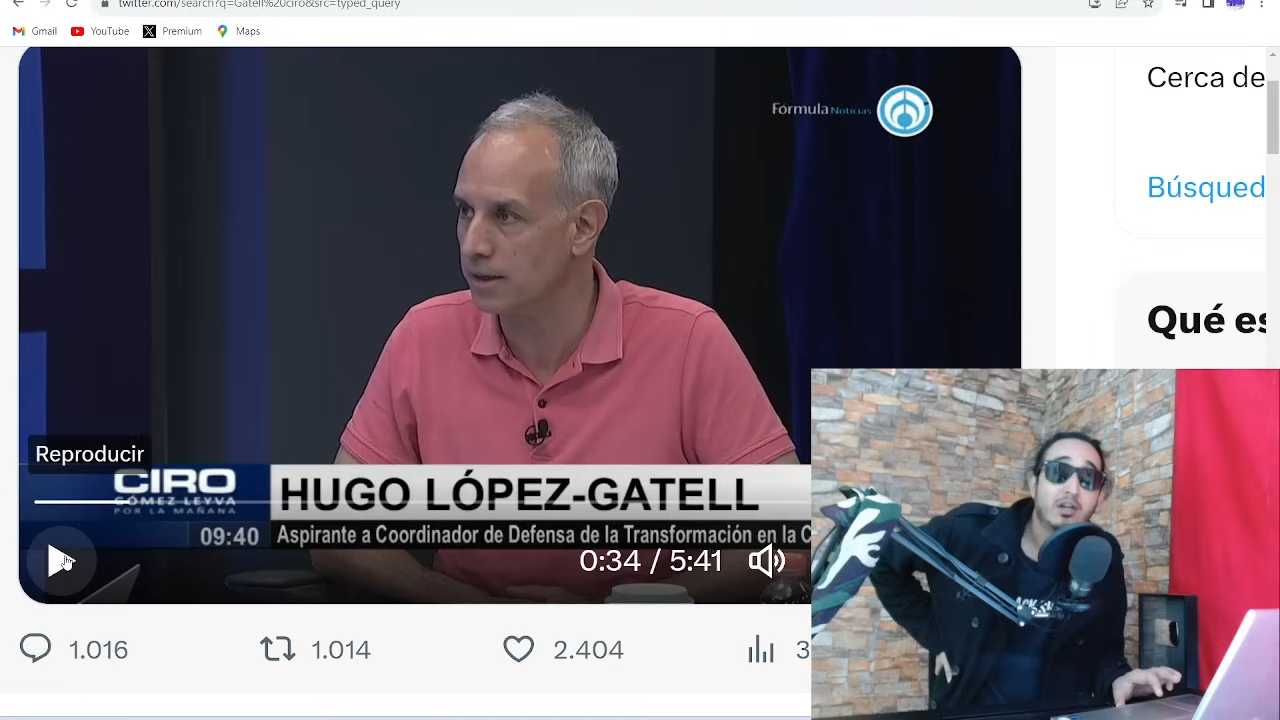 twitter.com/search?q=Gatell%20ciro&src=typed_query
Gmail
YouTube
Premium
Maps
Fórmula Noticias
Cerca de
Búsqued
Qué es
Reproducir
CIRO
GÓMEZ LEYVA
POR LA MAÑANA
HUGO LÓPEZ-GATELL
09:40
Aspirante a Coordinador de Defensa de la Transformación en la C
0:34 / 5:41
1.016
1.014
2.404
3